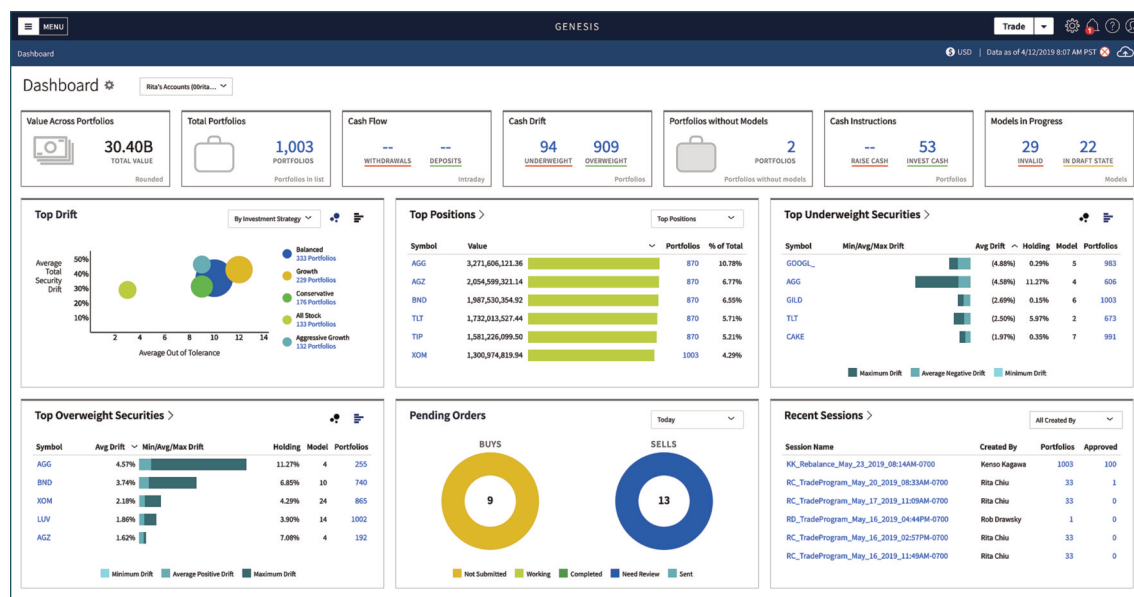 MENU
GENESIS
Trade
1
Dashboard
$ USD | Data as of 4/12/2019 8:07 AM PST
Dashboard
Rita's Accounts (00rita...
Value Across Portfolios
30.40B
TOTAL VALUE
Rounded
Total Portfolios
1,003
PORTFOLIOS
Portfolios in list
Cash Flow
-- --
WITHDRAWALS DEPOSITS
Intraday
Cash Drift
94 909
UNDERWEIGHT OVERWEIGHT
Portfolios
Portfolios without Models
2
PORTFOLIOS
Portfolios without models
Cash Instructions
-- 53
RAISE CASH INVEST CASH
Portfolios
Models in Progress
29 22
INVALID IN DRAFT STATE
Models
Top Drift
By Investment Strategy
Average
Total
Security
Drift
50%
40%
30%
20%
10%
2 4 6 8 10 12 14
Average Out of Tolerance
Balanced
333 Portfolios
Growth
229 Portfolios
Conservative
176 Portfolios
All Stock
133 Portfolios
Aggressive Growth
132 Portfolios
Top Positions >
Top Positions
Symbol Value Portfolios % of Total
AGG 3,271,606,121.36 870 10.78%
AGZ 2,054,599,321.14 870 6.77%
BND 1,987,530,354.92 870 6.55%
TLT 1,732,013,527.44 870 5.71%
TIP 1,581,226,099.50 870 5.21%
XOM 1,300,974,819.94 1003 4.29%
Top Underweight Securities >
Symbol Min/Avg/Max Drift Avg Drift Holding Model Portfolios
GOOGL_ (4.88%) 0.29% 5 983
AGG (4.58%) 11.27% 4 606
GILD (2.69%) 0.15% 6 1003
TLT (2.50%) 5.97% 2 673
CAKE (1.97%) 0.35% 7 991
Maximum Drift Average Negative Drift Minimum Drift
Top Overweight Securities >
Symbol Avg Drift Min/Avg/Max Drift Holding Model Portfolios
AGG 4.57% 11.27% 4 255
BND 3.74% 6.85% 10 740
XOM 2.18% 4.29% 24 865
LUV 1.86% 3.90% 14 1002
AGZ 1.62% 7.08% 4 192
Minimum Drift Average Positive Drift Maximum Drift
Pending Orders
Today
BUYS SELLS
9 13
Not Submitted Working Completed Need Review Sent
Recent Sessions >
All Created By
Session Name Created By Portfolios Approved
KK_Rebalance_May_23_2019_08:14AM-0700 Kenso Kagawa 1003 100
RC_TradeProgram_May_20_2019_08:33AM-0700 Rita Chiu 33 1
RC_TradeProgram_May_17_2019_11:09AM-0700 Rita Chiu 33 0
RD_TradeProgram_May_16_2019_04:44PM-0700 Rob Drawsky 1 0
RC_TradeProgram_May_16_2019_02:57PM-0700 Rita Chiu 33 0
RC_TradeProgram_May_16_2019_11:49AM-0700 Rita Chiu 33 0